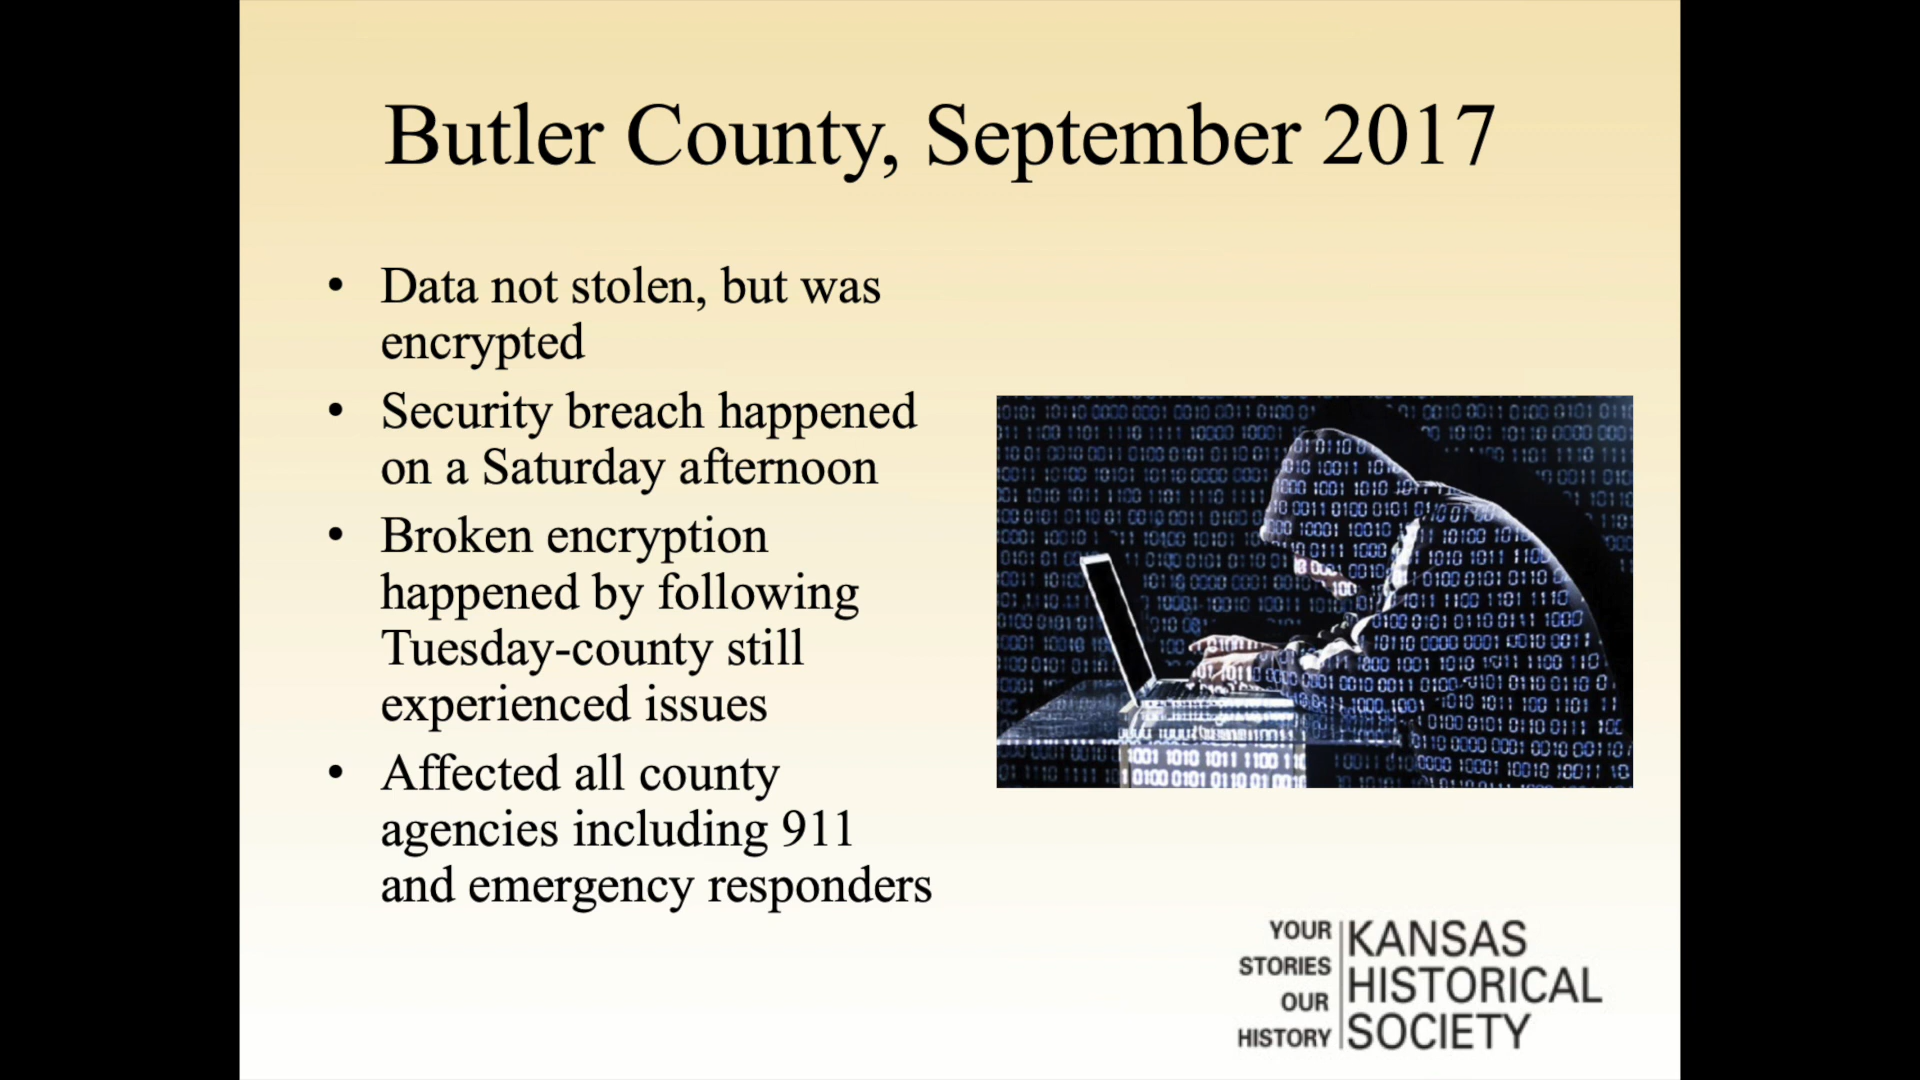 Butler County, September 2017
• Data not stolen, but was
encrypted
• Security breach happened
on a Saturday afternoon
• Broken encryption
happened by following
Tuesday-county still
experienced issues
• Affected all county
agencies including 911
and emergency responders
YOUR
STORIES
OUR
HISTORY
KANSAS
HISTORICAL
SOCIETY